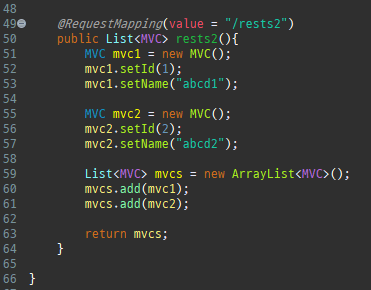 48
49 @RequestMapping(value = "/rests2")
50 public List<MVC> rests2(){
51 MVC mvc1 = new MVC();
52 mvc1.setId(1);
53 mvc1.setName("abcd1");
54
55 MVC mvc2 = new MVC();
56 mvc2.setId(2);
57 mvc2.setName("abcd2");
58
59 List<MVC> mvcs = new ArrayList<MVC>();
60 mvcs.add(mvc1);
61 mvcs.add(mvc2);
62
63 return mvcs;
64 }
65
66 }